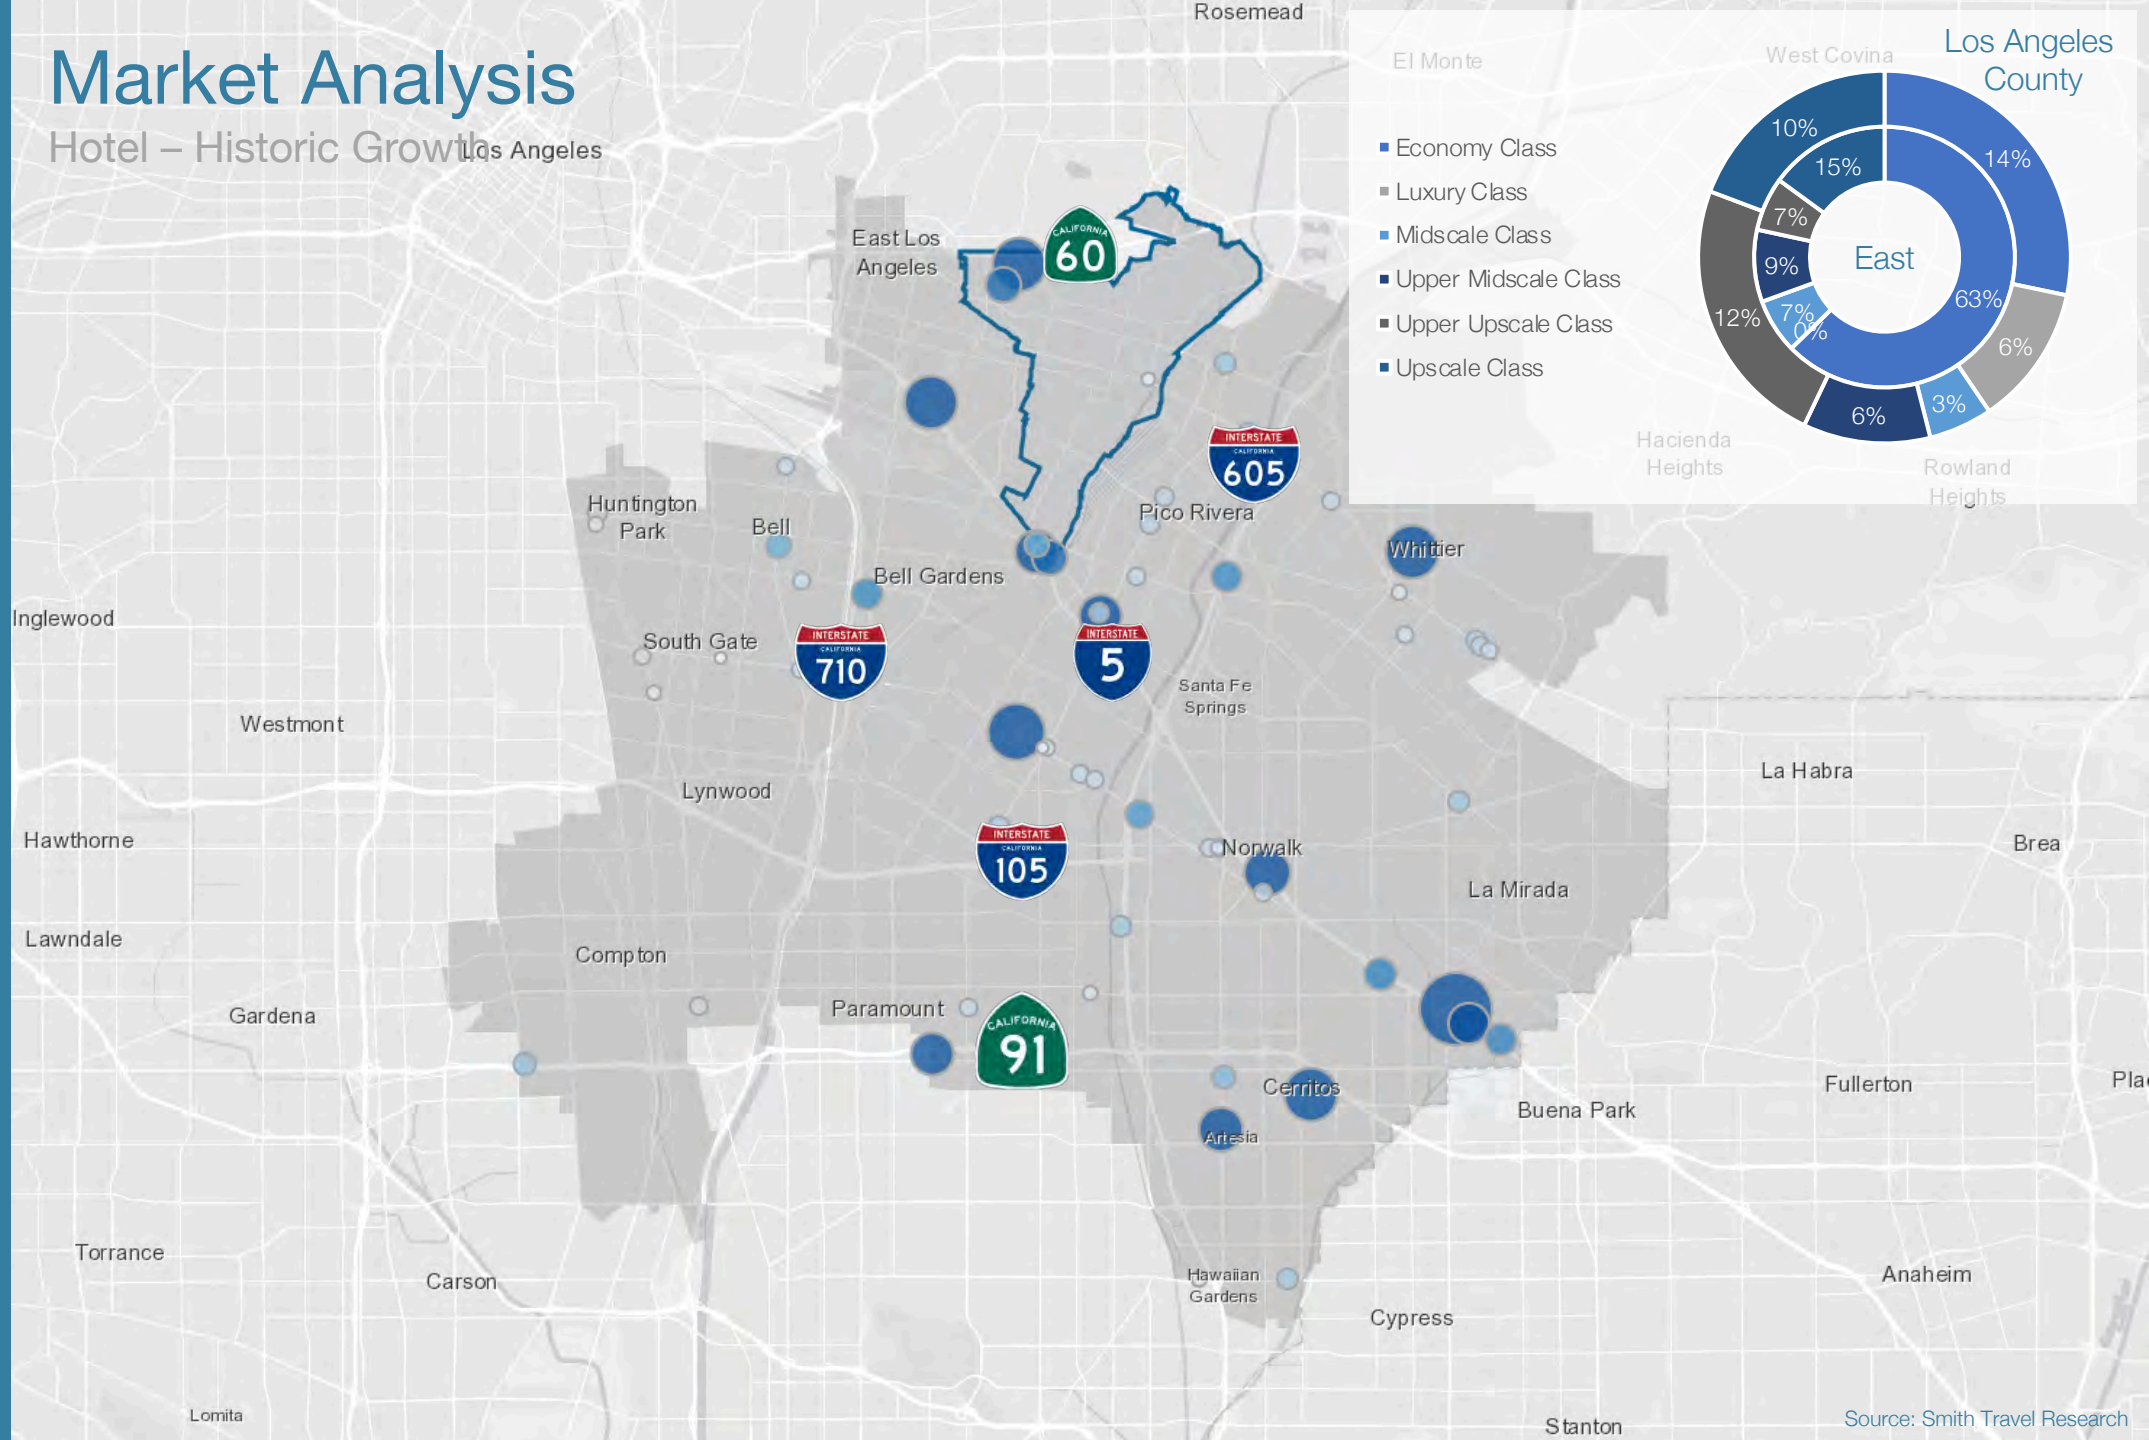 Market Analysis
Hotel – Historic Growth
Los Angeles
Rosemead
El Monte
West Covina
Los Angeles
County
Economy Class
Luxury Class
Midscale Class
Upper Midscale Class
Upper Upscale Class
Upscale Class
10%
14%
15%
7%
9%
East
63%
7%
0%
12%
6%
3%
6%
Hacienda
Heights
Rowland
Heights
East Los
Angeles
CALIFORNIA
60
INTERSTATE
CALIFORNIA
605
Huntington
Park
Bell
Pico Rivera
Whittier
Bell Gardens
Inglewood
South Gate
INTERSTATE
CALIFORNIA
710
INTERSTATE
CALIFORNIA
5
Santa Fe
Springs
Westmont
Lynwood
La Habra
Hawthorne
INTERSTATE
CALIFORNIA
105
Norwalk
Brea
La Mirada
Lawndale
Compton
Gardena
Paramount
CALIFORNIA
91
Cerritos
Artesia
Buena Park
Fullerton
Pla
Torrance
Carson
Hawaiian
Gardens
Cypress
Anaheim
Lomita
Stanton
Source: Smith Travel Research